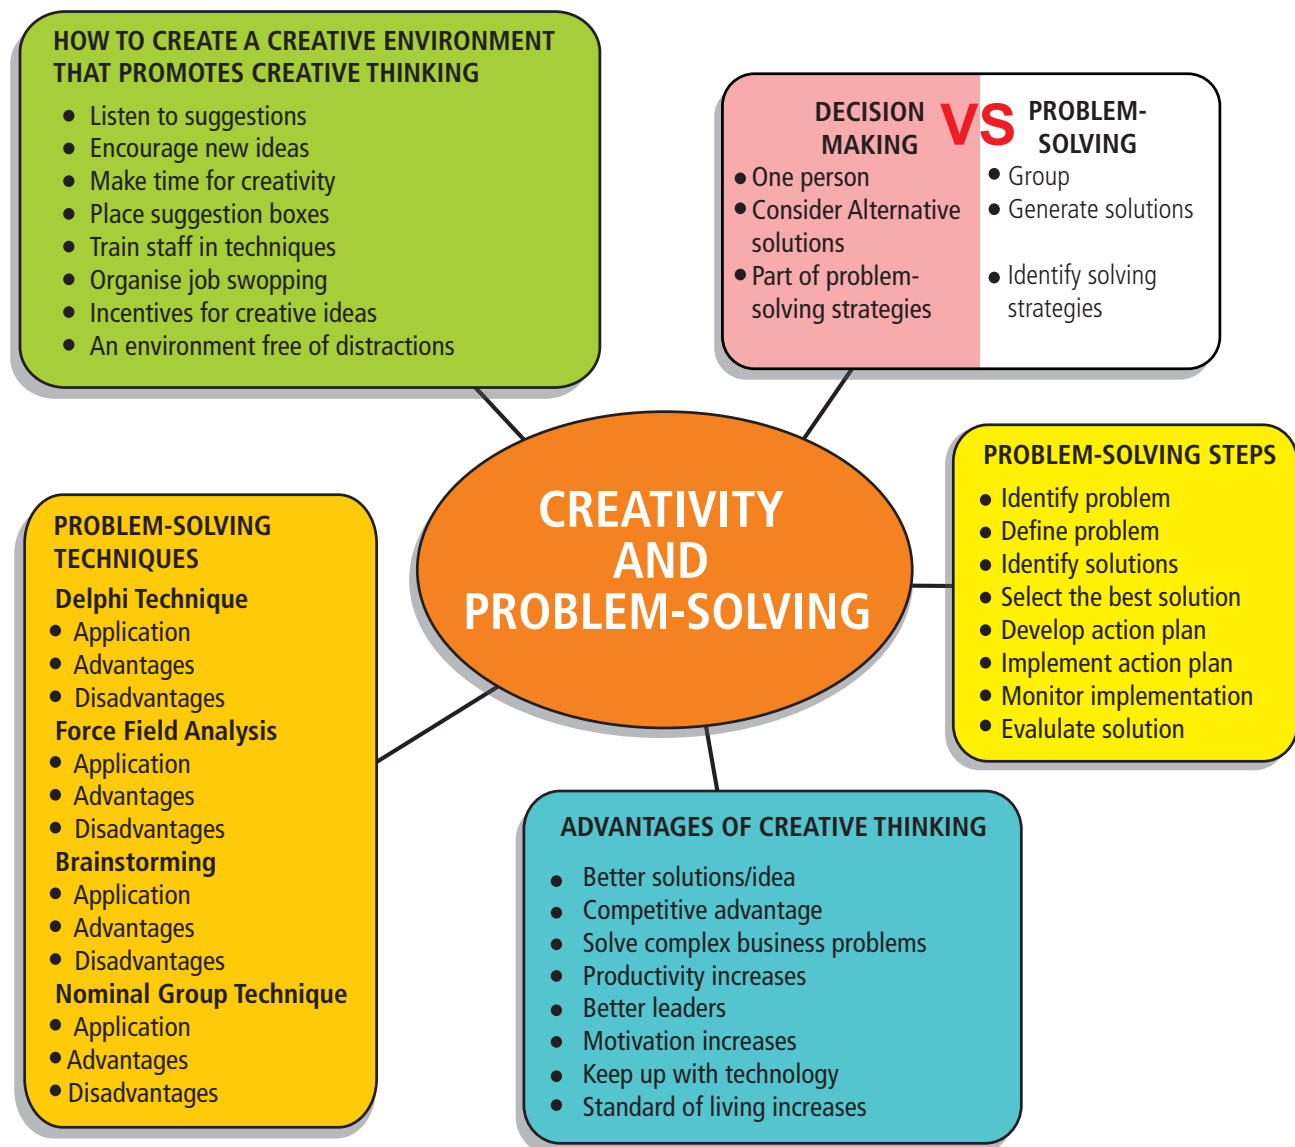 HOW TO CREATE A CREATIVE ENVIRONMENT
THAT PROMOTES CREATIVE THINKING
• Listen to suggestions
• Encourage new ideas
• Make time for creativity
• Place suggestion boxes
• Train staff in techniques
• Organise job swopping
• Incentives for creative ideas
• An environment free of distractions
DECISION
MAKING
• One person
• Consider Alternative
solutions
• Part of problem-
solving strategies
VS
PROBLEM-
SOLVING
• Group
• Generate solutions
• Identify solving
strategies
CREATIVITY
AND
PROBLEM-SOLVING
PROBLEM-SOLVING STEPS
• Identify problem
• Define problem
• Identify solutions
• Select the best solution
• Develop action plan
• Implement action plan
• Monitor implementation
• Evalulate solution
PROBLEM-SOLVING
TECHNIQUES
Delphi Technique
• Application
• Advantages
• Disadvantages
Force Field Analysis
• Application
• Advantages
• Disadvantages
Brainstorming
• Application
• Advantages
• Disadvantages
Nominal Group Technique
• Application
• Advantages
• Disadvantages
ADVANTAGES OF CREATIVE THINKING
• Better solutions/idea
• Competitive advantage
• Solve complex business problems
• Productivity increases
• Better leaders
• Motivation increases
• Keep up with technology
• Standard of living increases